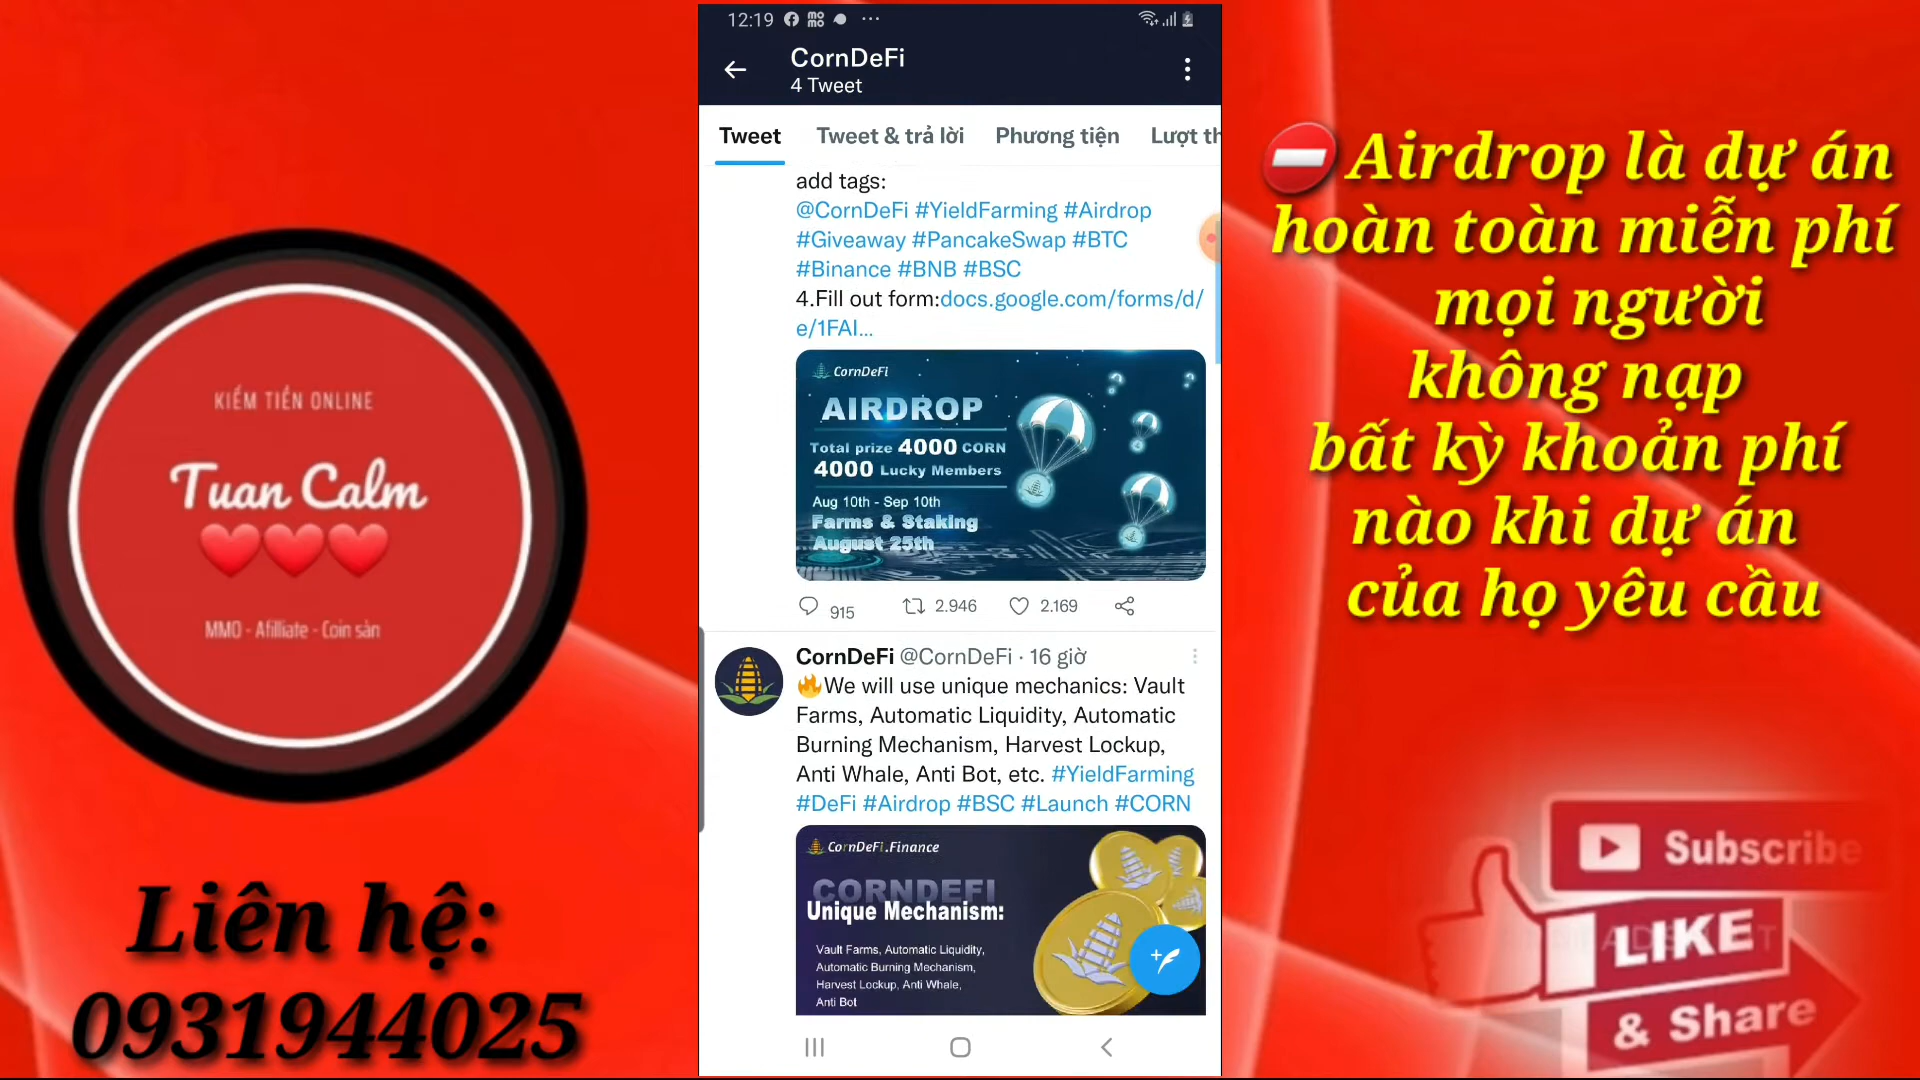 KIẾM TIỀN ONLINE
Tuan Calm
MMO - Afilliate - Coin sàn
Liên hệ:
0931944025
12:19
CornDeFi
4 Tweet
Tweet Tweet & trả lời Phương tiện Lượt th
add tags:
@CornDeFi #YieldFarming #Airdrop
#Giveaway #PancakeSwap #BTC
#Binance #BNB #BSC
4.Fill out form:docs.google.com/forms/d/
e/1FAI...
CornDeFi
AIRDROP
Total prize 4000 CORN
4000 Lucky Members
Aug 10th - Sep 10th
Farms & Staking
August 25th
915 2.946 2.169
CornDeFi @CornDeFi · 16 giờ
🔥We will use unique mechanics: Vault
Farms, Automatic Liquidity, Automatic
Burning Mechanism, Harvest Lockup,
Anti Whale, Anti Bot, etc. #YieldFarming
#DeFi #Airdrop #BSC #Launch #CORN
CornDeFi.Finance
CORNDEFI
Unique Mechanism:
Vault Farms, Automatic Liquidity,
Automatic Burning Mechanism,
Harvest Lockup, Anti Whale,
Anti Bot
⛔ Airdrop là dự án
hoàn toàn miễn phí
mọi người
không nạp
bất kỳ khoản phí
nào khi dự án
của họ yêu cầu
Subscribe
LIKE
& Share